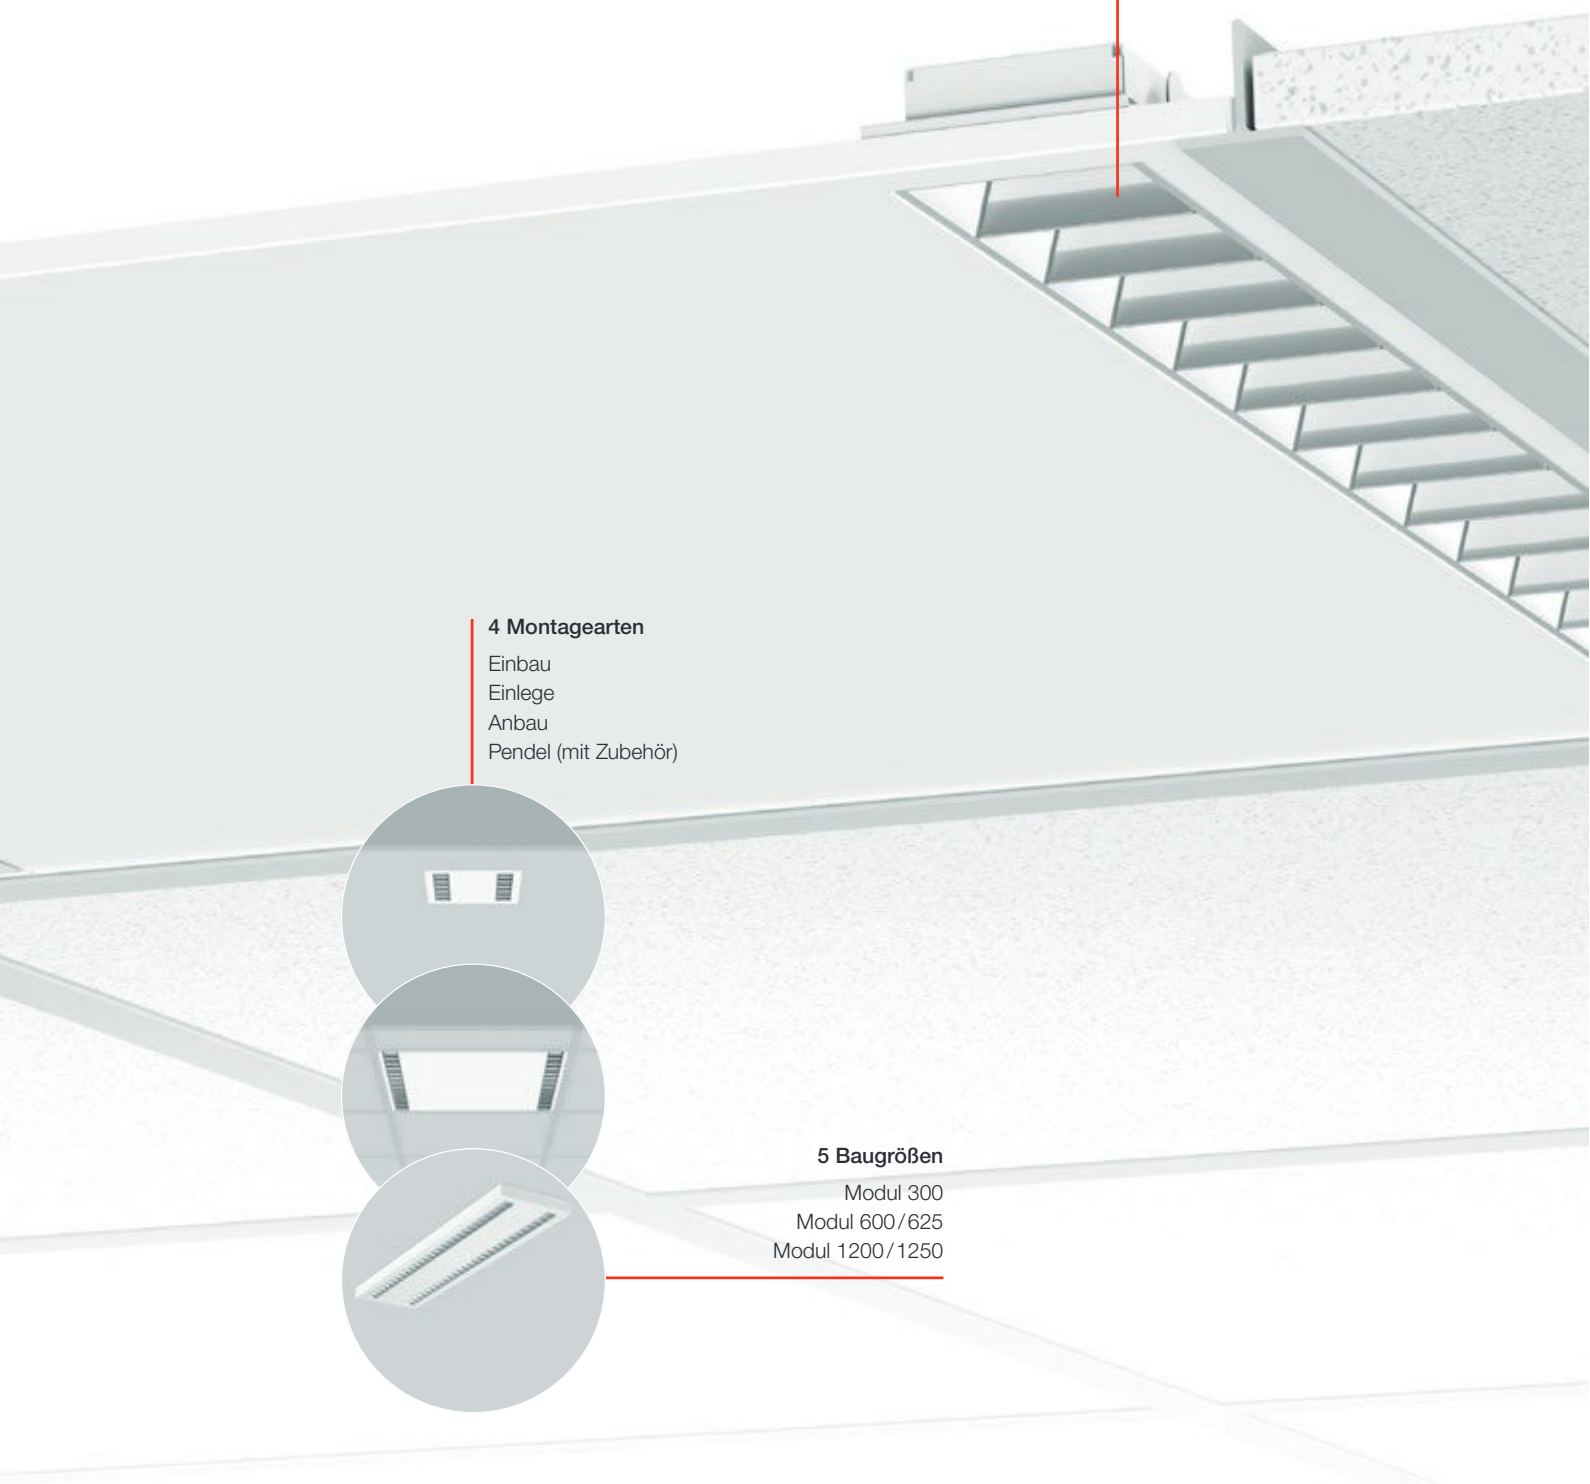 4 Montagearten
Einbau
Einlege
Anbau
Pendel (mit Zubehör)
5 Baugrößen
Modul 300
Modul 600/625
Modul 1200/1250